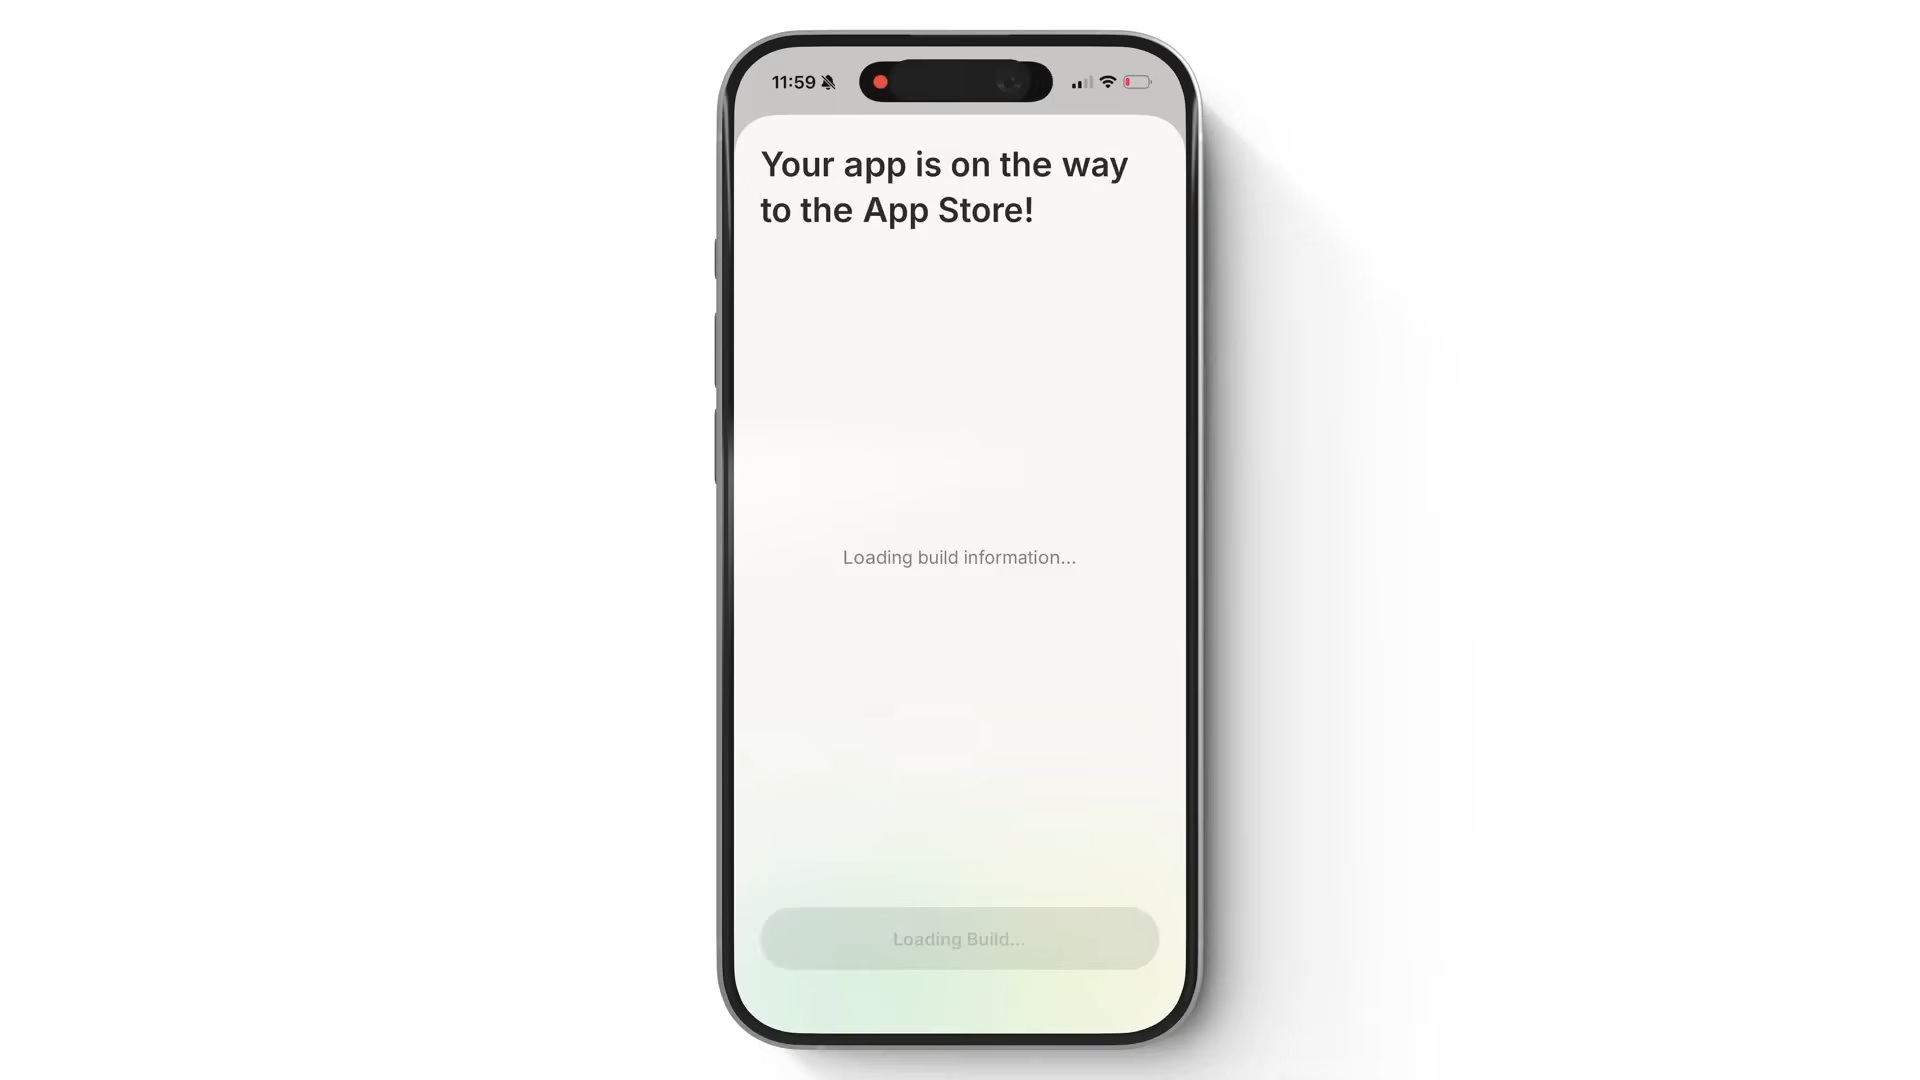 11:59
Your app is on the way
to the App Store!
Loading build information...
Loading Build...